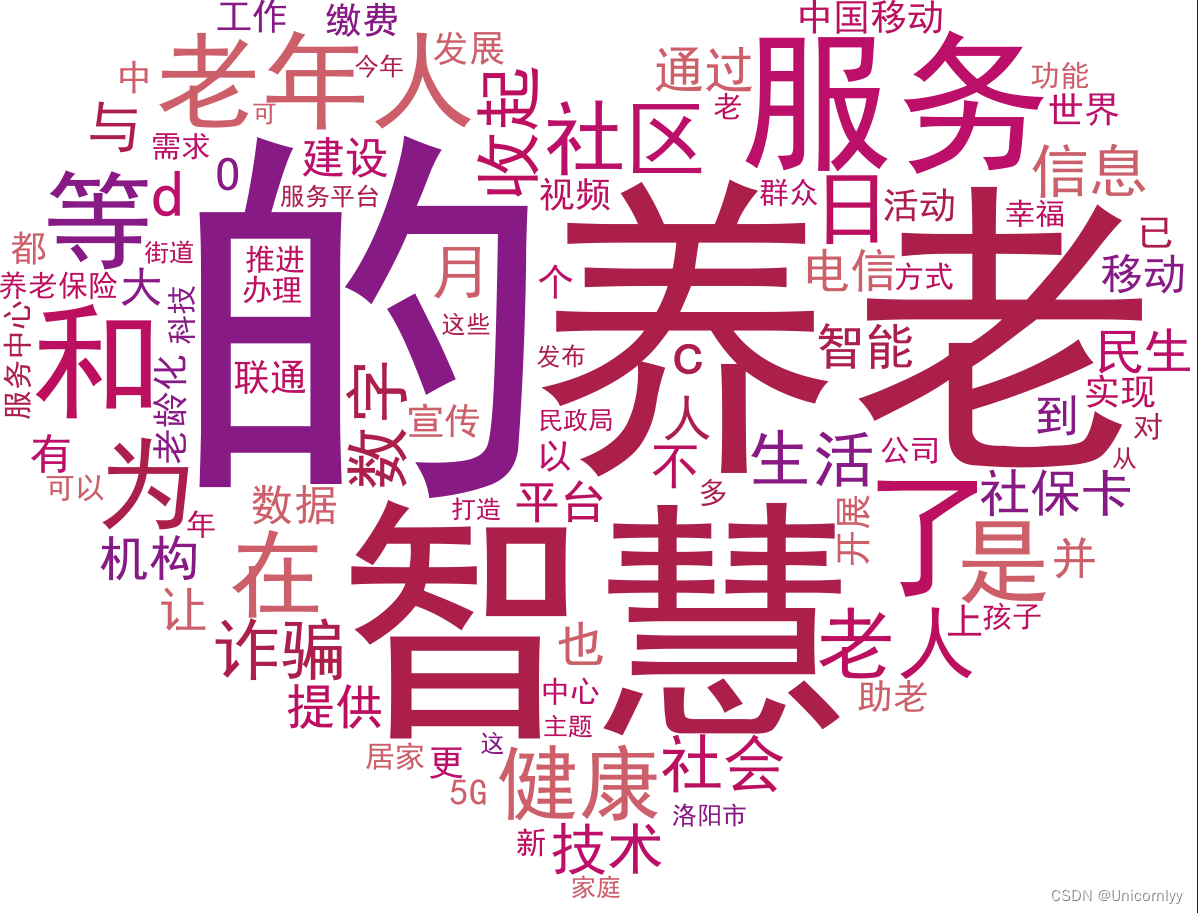 工作
缴费
中国移动
老年人
发展
中
今年
可
通过
服务
功能
世界
与
需求
收起
社区
老
建设
0
服务平台
视频
群众
日
信息
等
d
的
养老
活动
幸福
已
都
街道
推进
办理
月
个
电信
方式
移动
养老保险
大
科技
这些
服务中心
和
联通
数字
发布
c
智能
民生
老龄化
宣传
民政局
人
实现
到
对
有
为
以
不
生活
公司
从
可以
年
数据
打造
平台
多
了
社保卡
机构
在
智慧
开展
是
并
让
诈骗
也
老人
上
孩子
提供
中心
主题
助老
居家
更
这
社会
5G
健康
洛阳市
新
技术
家庭
CSDN @Unicornlyy